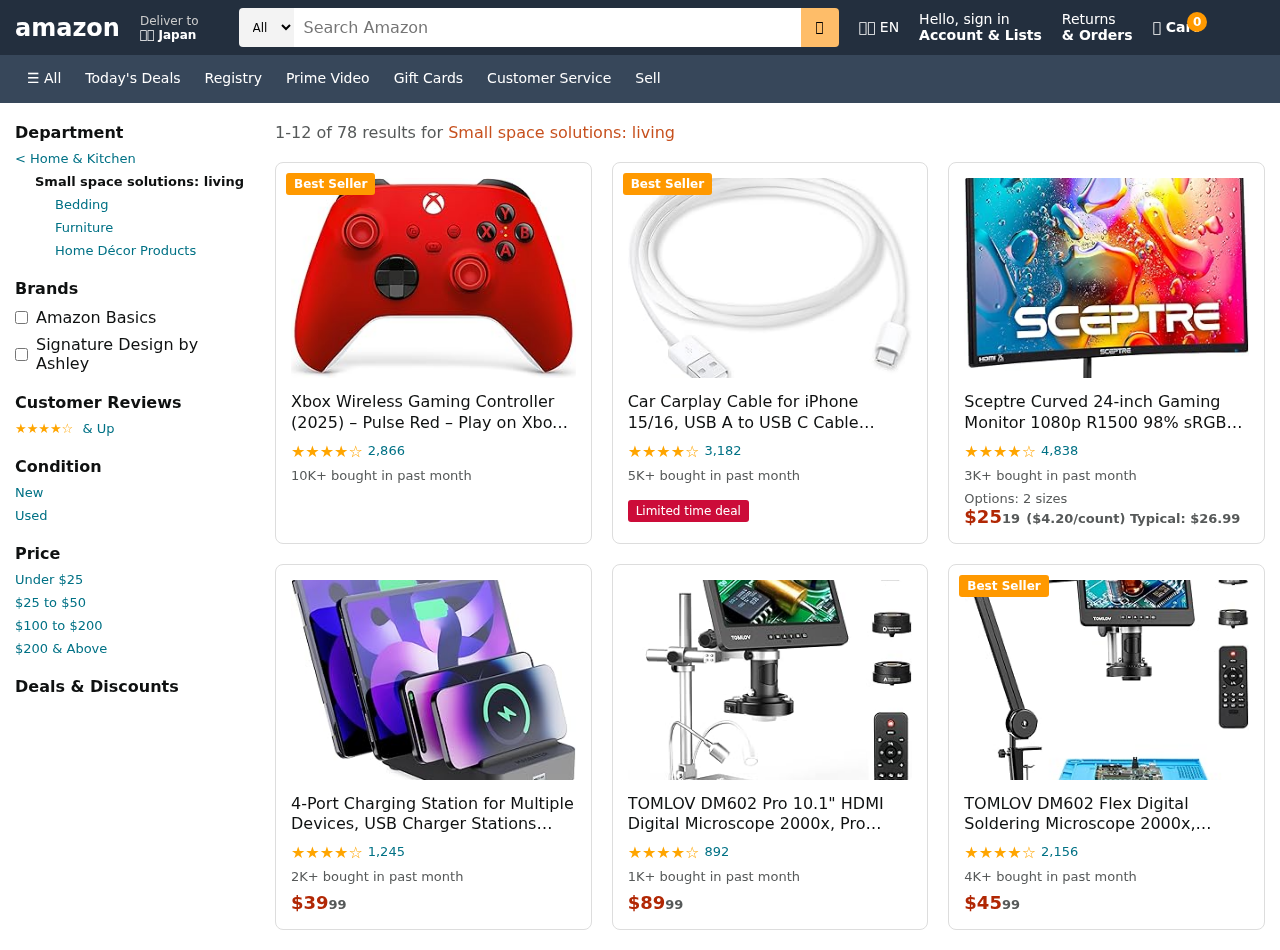 amazon
Deliver to
Japan
All
Search Amazon
EN
Hello, sign in
Account & Lists
Returns
& Orders
0
☰ All
Today's Deals
Registry
Prime Video
Gift Cards
Customer Service
Sell
Department
< Home & Kitchen
Small space solutions: living
Bedding
Furniture
Home Décor Products
Brands
Amazon Basics
Signature Design by
Ashley
Customer Reviews
★★★★☆ & Up
Condition
New
Used
Price
Under $25
$25 to $50
$100 to $200
$200 & Above
Deals & Discounts
1-12 of 78 results for Small space solutions: living
Best Seller
Y
X
B
A
Xbox Wireless Gaming Controller
(2025) – Pulse Red – Play on Xbo…
★★★★☆ 2,866
10K+ bought in past month
Best Seller
Car Carplay Cable for iPhone
15/16, USB A to USB C Cable…
★★★★☆ 3,182
5K+ bought in past month
Limited time deal
SCEPTRE
HDMI
SCEPTRE
Sceptre Curved 24-inch Gaming
Monitor 1080p R1500 98% sRGB…
★★★★☆ 4,838
3K+ bought in past month
Options: 2 sizes
$2519 ($4.20/count) Typical: $26.99
4-Port Charging Station for Multiple
Devices, USB Charger Stations…
★★★★☆ 1,245
2K+ bought in past month
$3999
TOMLOV
TOMLOV DM602 Pro 10.1" HDMI
Digital Microscope 2000x, Pro…
★★★★☆ 892
1K+ bought in past month
$8999
Best Seller
TOMLOV
TOMLOV DM602 Flex Digital
Soldering Microscope 2000x,…
★★★★☆ 2,156
4K+ bought in past month
$4599